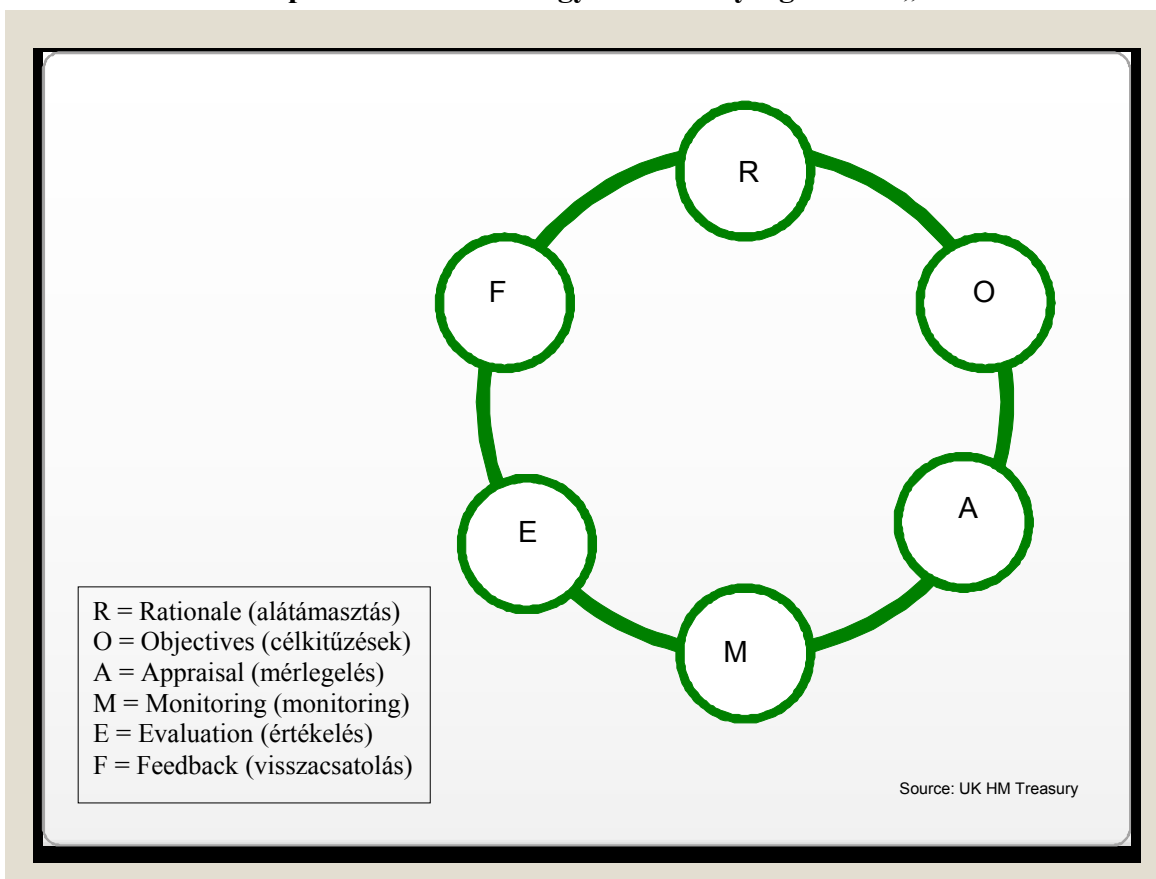 R
O
F
A
E
M
R = Rationale (alátámasztás)
O = Objectives (célkitűzések)
A = Appraisal (mérlegelés)
M = Monitoring (monitoring)
E = Evaluation (értékelés)
F = Feedback (visszacsatolás)
Source: UK HM Treasury